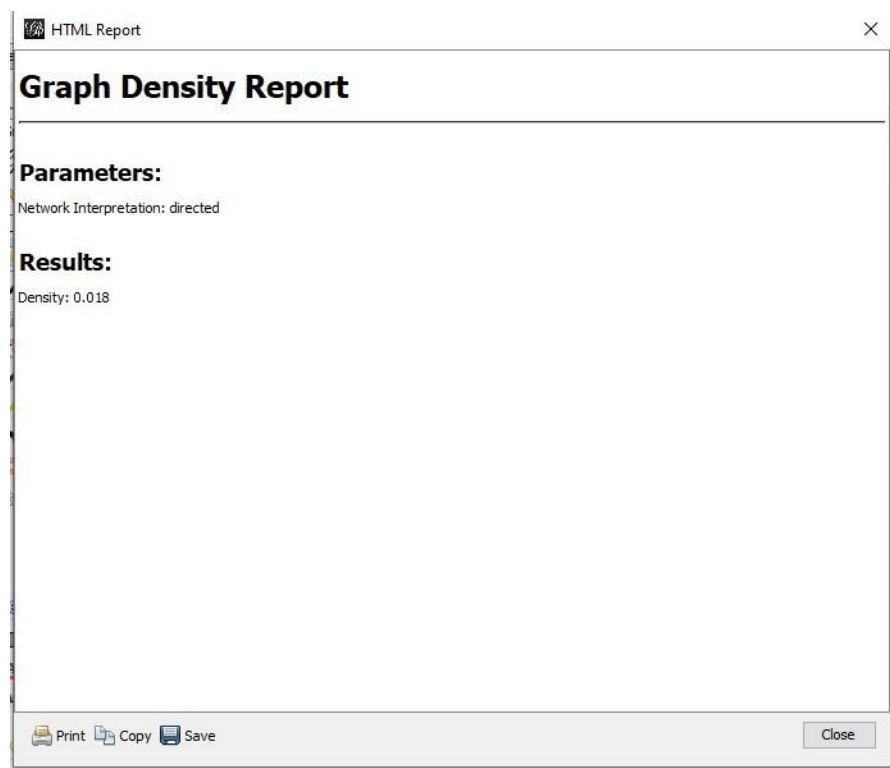 HTML Report
Graph Density Report
Parameters:
Network Interpretation: directed
Results:
Density: 0.018
Print Copy Save Close